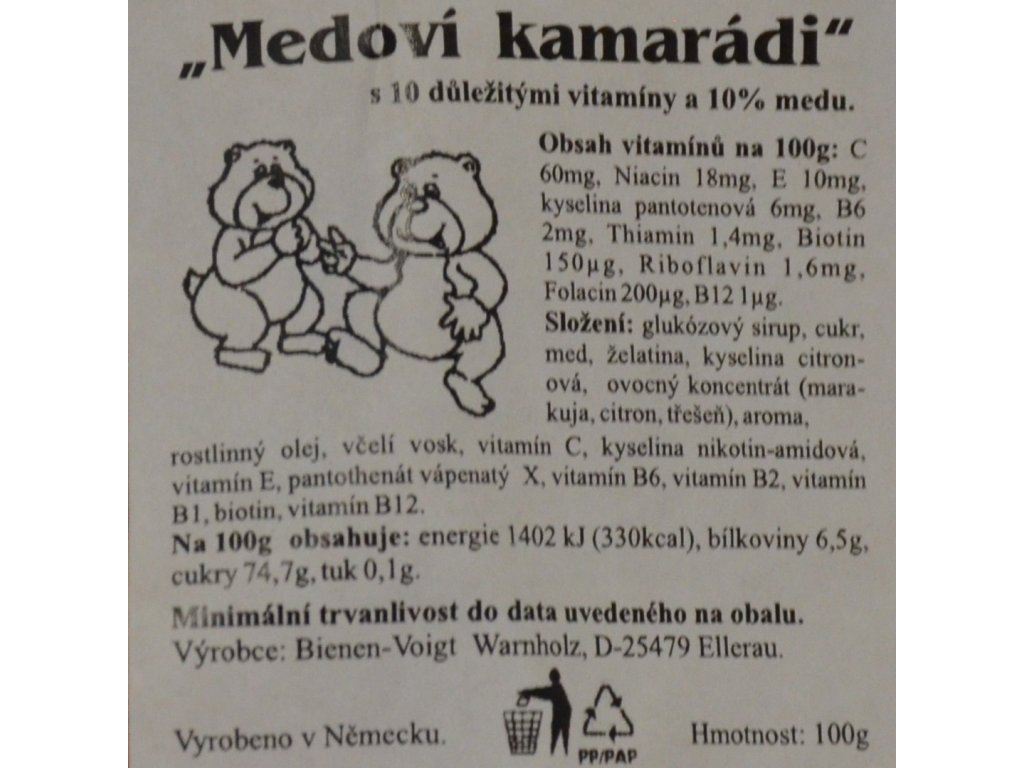 „Medoví kamarádi“
s 10 důležitými vitamíny a 10% medu.
Obsah vitamínů na 100g: C
60mg, Niacin 18mg, E 10mg,
kyselina pantotenová 6mg, B6
2mg, Thiamin 1,4mg, Biotin
150µg, Riboflavin 1,6mg,
Folacin 200µg, B12 1µg.
Složení: glukózový sirup, cukr,
med, želatina, kyselina citron-
ová, ovocný koncentrát (mara-
kuja, citron, třešeň), aroma,
rostlinný olej, včelí vosk, vitamín C, kyselina nikotin-amidová,
vitamín E, pantothenát vápenatý X, vitamín B6, vitamín B2, vitamín
B1, biotin, vitamín B12.
Na 100g obsahuje: energie 1402 kJ (330kcal), bílkoviny 6,5g,
cukry 74,7g, tuk 0,1g.
Minimální trvanlivost do data uvedeného na obalu.
Výrobce: Bienen-Voigt Warnholz, D-25479 Ellerau.
Vyrobeno v Německu.
PP/PAP
Hmotnost: 100g